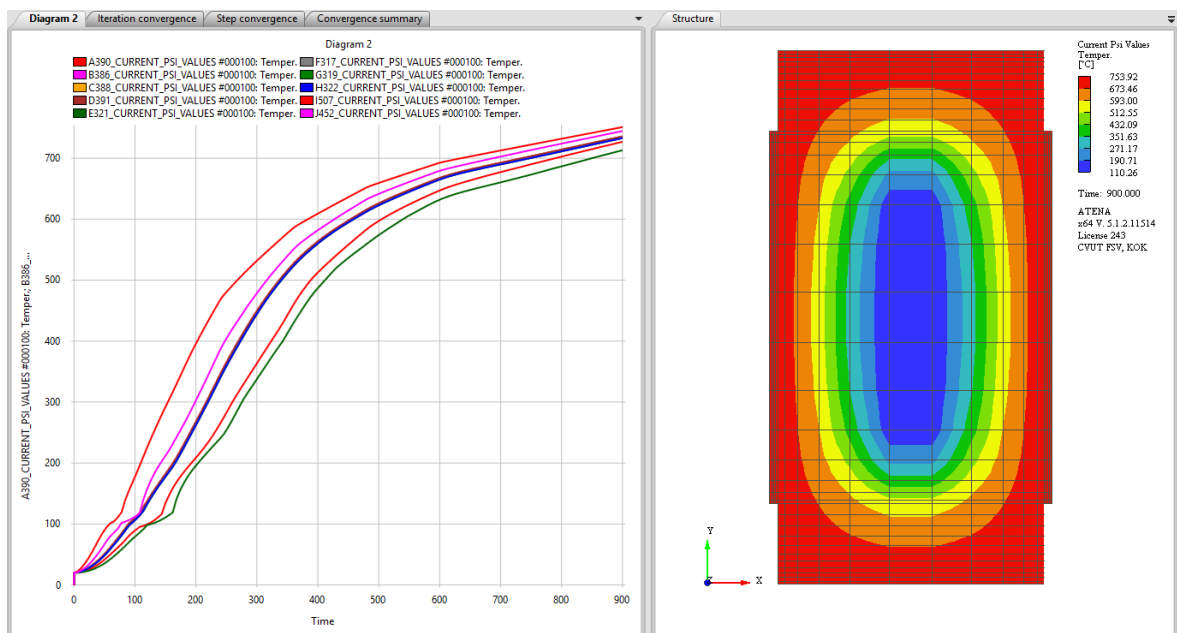 Diagram 2
Iteration convergence
Step convergence
Convergence summary
Structure
Diagram 2
A390_CURRENT_PSI_VALUES #000100: Temper.
F317_CURRENT_PSI_VALUES #000100: Temper.
B386_CURRENT_PSI_VALUES #000100: Temper.
G319_CURRENT_PSI_VALUES #000100: Temper.
C388_CURRENT_PSI_VALUES #000100: Temper.
H322_CURRENT_PSI_VALUES #000100: Temper.
D391_CURRENT_PSI_VALUES #000100: Temper.
I507_CURRENT_PSI_VALUES #000100: Temper.
E321_CURRENT_PSI_VALUES #000100: Temper.
J452_CURRENT_PSI_VALUES #000100: Temper.
A390_CURRENT_PSI_VALUES #000100: Temper.; B386_...
700
600
500
400
300
200
100
0
0 100 200 300 400 500 600 700 800 900
Time
Current Psi Values
Temper.
[°C]
753.92
673.46
593.00
512.55
432.09
351.63
271.17
190.71
110.26
Time: 900.000
ATENA
x64 V. 5.1.2.11514
License 243
CVUT FSV, KOK
Y
X